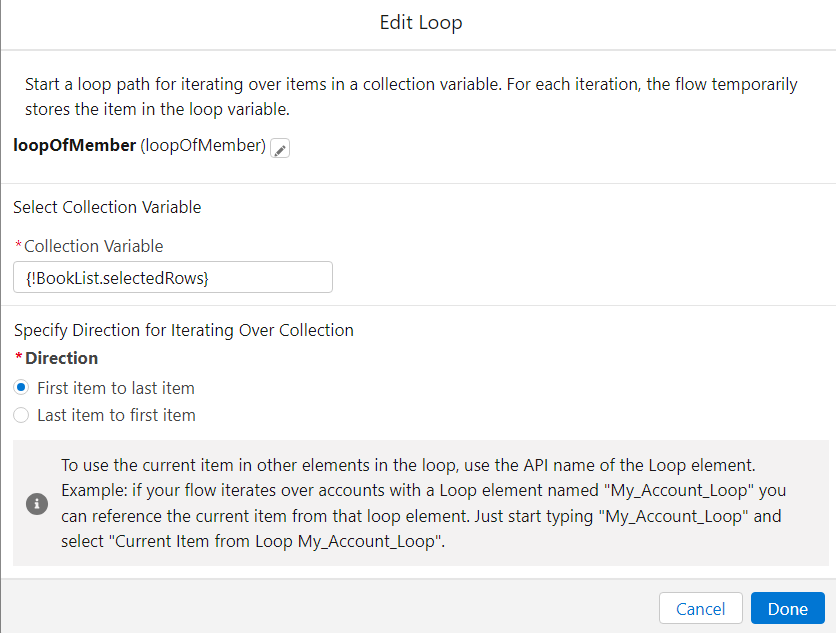 Edit Loop
Start a loop path for iterating over items in a collection variable. For each iteration, the flow temporarily
stores the item in the loop variable.
loopOfMember (loopOfMember)
Select Collection Variable
*Collection Variable
{!BookList.selectedRows}
Specify Direction for Iterating Over Collection
*Direction
First item to last item
Last item to first item
To use the current item in other elements in the loop, use the API name of the Loop element.
Example: if your flow iterates over accounts with a Loop element named "My_Account_Loop" you
can reference the current item from that loop element. Just start typing "My_Account_Loop" and
select "Current Item from Loop My_Account_Loop".
Cancel Done